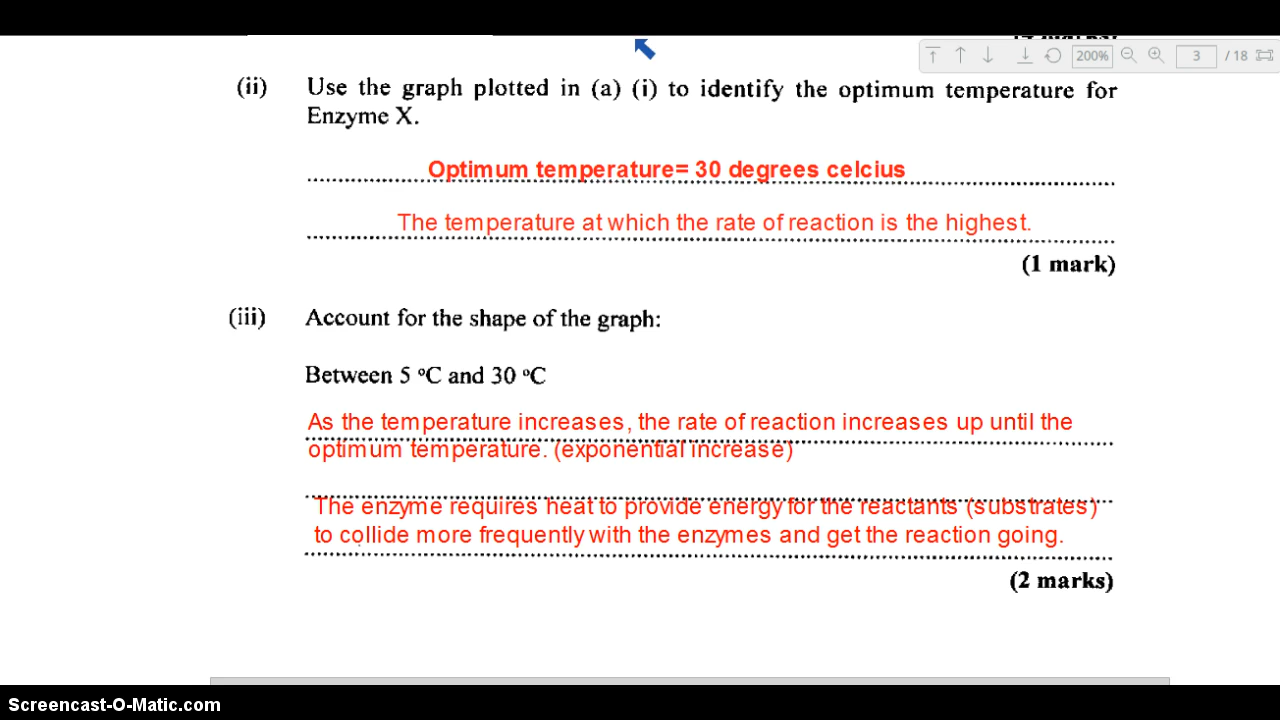 200% 3 / 18
(ii) Use the graph plotted in (a) (i) to identify the optimum temperature for
Enzyme X.
Optimum temperature= 30 degrees celcius
The temperature at which the rate of reaction is the highest.
(1 mark)
(iii) Account for the shape of the graph:
Between 5 °C and 30 °C
As the temperature increases, the rate of reaction increases up until the
optimum temperature. (exponential increase)
The enzyme requires heat to provide energy for the reactants (substrates)
to collide more frequently with the enzymes and get the reaction going.
(2 marks)
Screencast-O-Matic.com